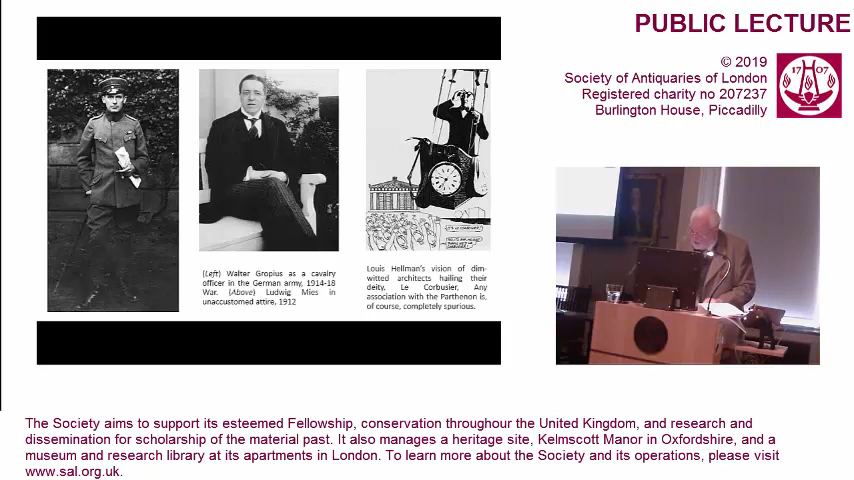 PUBLIC LECTURE
© 2019
Society of Antiquaries of London
Registered charity no 207237
Burlington House, Piccadilly
17 07
(Left) Walter Gropius as a cavalry
officer in the German army, 1914-18
War. (Above) Ludwig Mies in
unaccustomed attire, 1912
Louis Hellman's vision of dim-
witted architects hailing their
deity, Le Corbusier, Any
association with the Parthenon is,
of course, completely spurious.
The Society aims to support its esteemed Fellowship, conservation throughour the United Kingdom, and research and
dissemination for scholarship of the material past. It also manages a heritage site, Kelmscott Manor in Oxfordshire, and a
museum and research library at its apartments in London. To learn more about the Society and its operations, please visit
www.sal.org.uk.